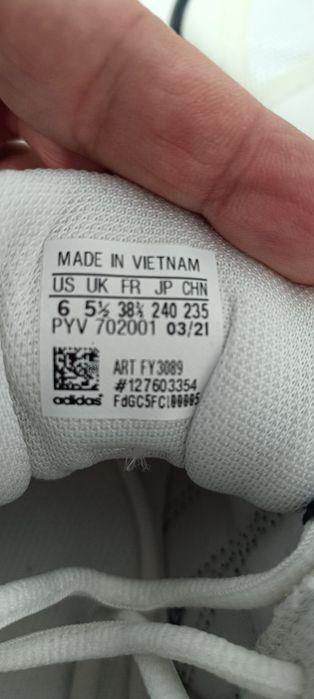 MADE IN VIETNAM
US UK FR JP CHN
6 5½ 38⅔ 240 235
PYV 702001 03/21
ART FY3089
#127603354
adidas FdGC5FCl00005